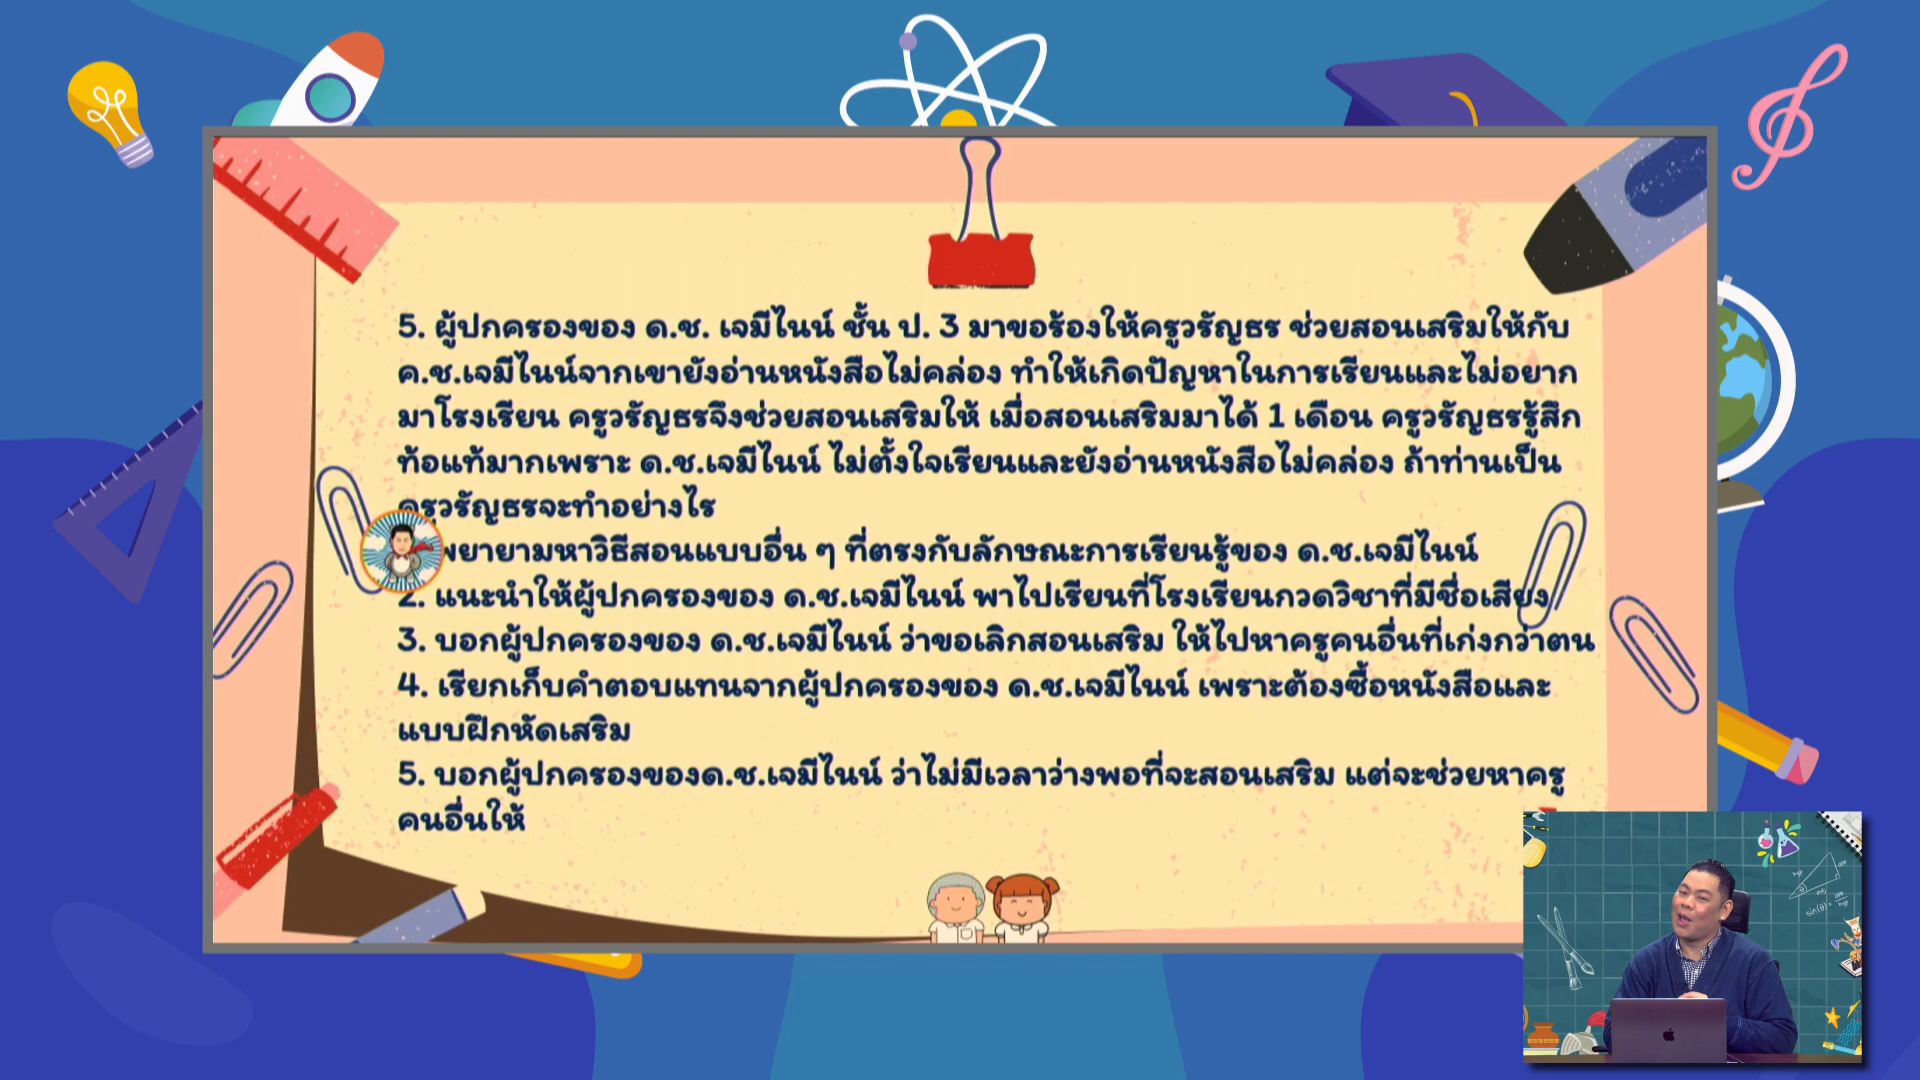 5. ผู้ปกครองของ ด.ช. เจมีไนน์ ชั้น ป. 3 มาขอร้องให้ครูวรัญธร ช่วยสอนเสริมให้กับ
ค.ช.เจมีไนน์จากเขายังอ่านหนังสือไม่คล่อง ทำให้เกิดปัญหาในการเรียนและไม่อยาก
มาโรงเรียน ครูวรัญธรจึงช่วยสอนเสริมให้ เมื่อสอนเสริมมาได้ 1 เดือน ครูวรัญธรรู้สึก
ท้อแท้มากเพราะ ด.ช.เจมีไนน์ ไม่ตั้งใจเรียนและยังอ่านหนังสือไม่คล่อง ถ้าท่านเป็น
ครูวรัญธรจะทำอย่างไร
พยายามหาวิธีสอนแบบอื่น ๆ ที่ตรงกับลักษณะการเรียนรู้ของ ด.ช.เจมีไนน์
2. แนะนำให้ผู้ปกครองของ ด.ช.เจมีไนน์ พาไปเรียนที่โรงเรียนกวดวิชาที่มีชื่อเสียง
3. บอกผู้ปกครองของ ด.ช.เจมีไนน์ ว่าขอเลิกสอนเสริม ให้ไปหาครูคนอื่นที่เก่งกว่าตน
4. เรียกเก็บคำตอบแทนจากผู้ปกครองของ ด.ช.เจมีไนน์ เพราะต้องซื้อหนังสือและ
แบบฝึกหัดเสริม
5. บอกผู้ปกครองของด.ช.เจมีไนน์ ว่าไม่มีเวลาว่างพอที่จะสอนเสริม แต่จะช่วยหาครู
คนอื่นให้